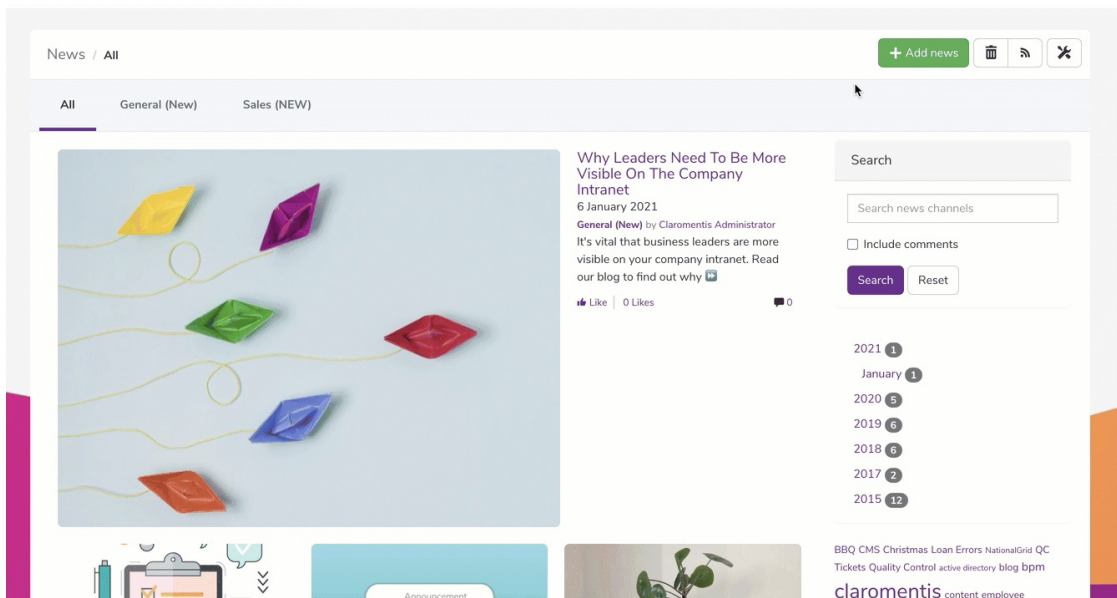 News / All
+ Add news
All
General (New)
Sales (NEW)
Why Leaders Need To Be More
Visible On The Company
Intranet
6 January 2021
General (New) by Claromentis Administrator
It's vital that business leaders are more
visible on your company intranet. Read
our blog to find out why ⏩
Like | 0 Likes
0
Search
Search news channels
Include comments
Search
Reset
2021 1
January 1
2020 5
2019 6
2018 6
2017 2
2015 12
BBQ CMS Christmas Loan Errors NationalGrid QC
Tickets Quality Control active directory blog bpm
claromentis content employee
Announcement